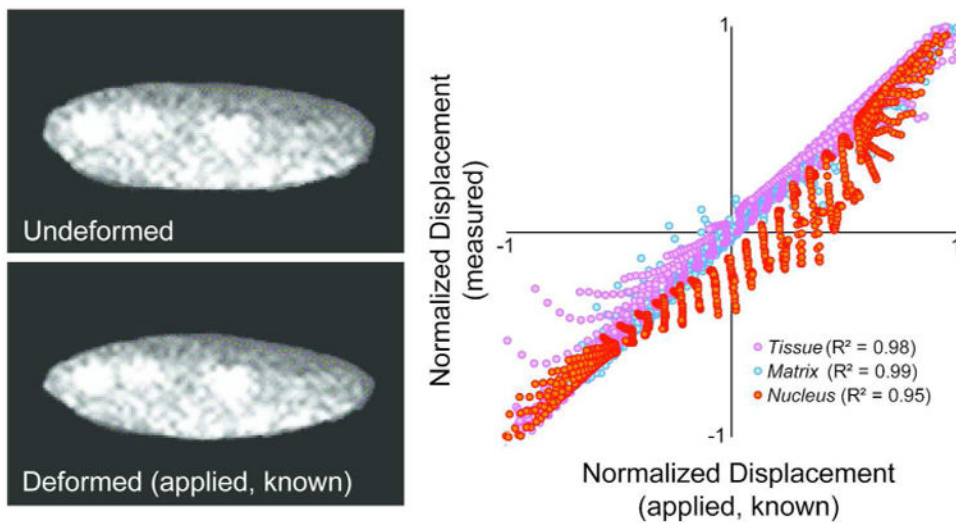 Undeformed
Deformed (applied, known)
Normalized Displacement
(measured)
1
-1
1
-1
Tissue (R² = 0.98)
Matrix (R² = 0.99)
Nucleus (R² = 0.95)
Normalized Displacement
(applied, known)